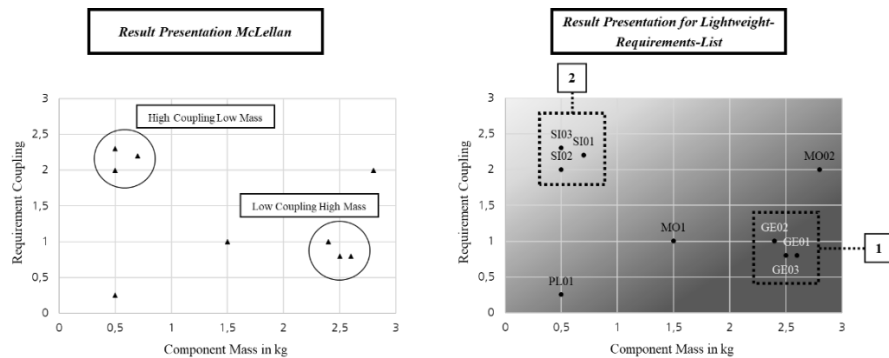 Result Presentation McLellan
Requirement Coupling
3
2,5
2
1,5
1
0,5
0
High Coupling Low Mass
Low Coupling High Mass
0
0,5
1
1,5
2
2,5
3
Component Mass in kg
Result Presentation for Lightweight-
Requirements-List
2
1
Requirement Coupling
3
2,5
2
1,5
1
0,5
0
SI03
SI01
SI02
MO02
MO1
GE02
GE01
GE03
PL01
0
0,5
1
1,5
2
2,5
3
Component Mass in kg